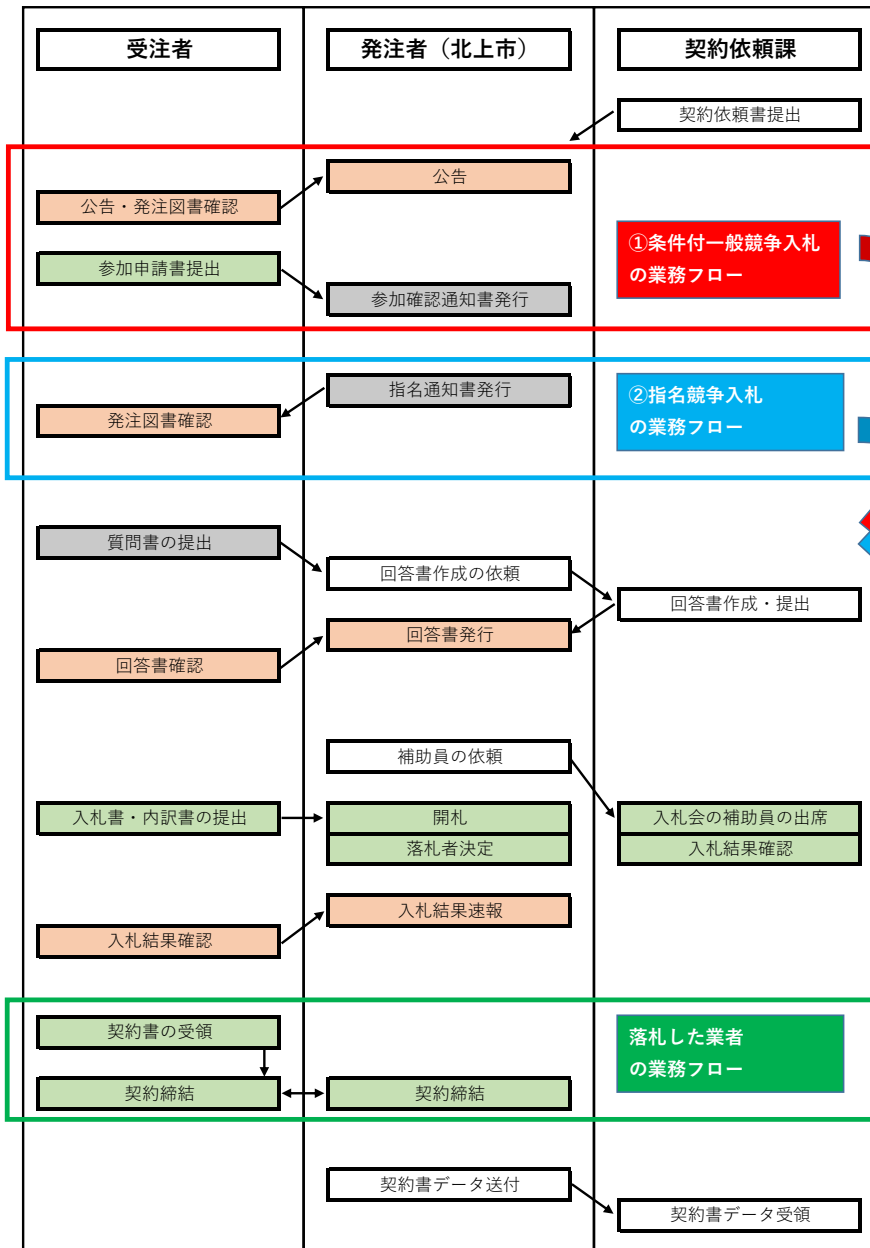 受注者
発注者（北上市）
契約依頼課
契約依頼書提出
公告
公告・発注図書確認
①条件付一般競争入札
の業務フロー
参加申請書提出
参加確認通知書発行
指名通知書発行
②指名競争入札
の業務フロー
発注図書確認
質問書の提出
回答書作成の依頼
回答書作成・提出
回答書発行
回答書確認
補助員の依頼
入札書・内訳書の提出
開札
入札会の補助員の出席
落札者決定
入札結果確認
入札結果速報
入札結果確認
契約書の受領
落札した業者
の業務フロー
契約締結
契約締結
契約書データ送付
契約書データ受領